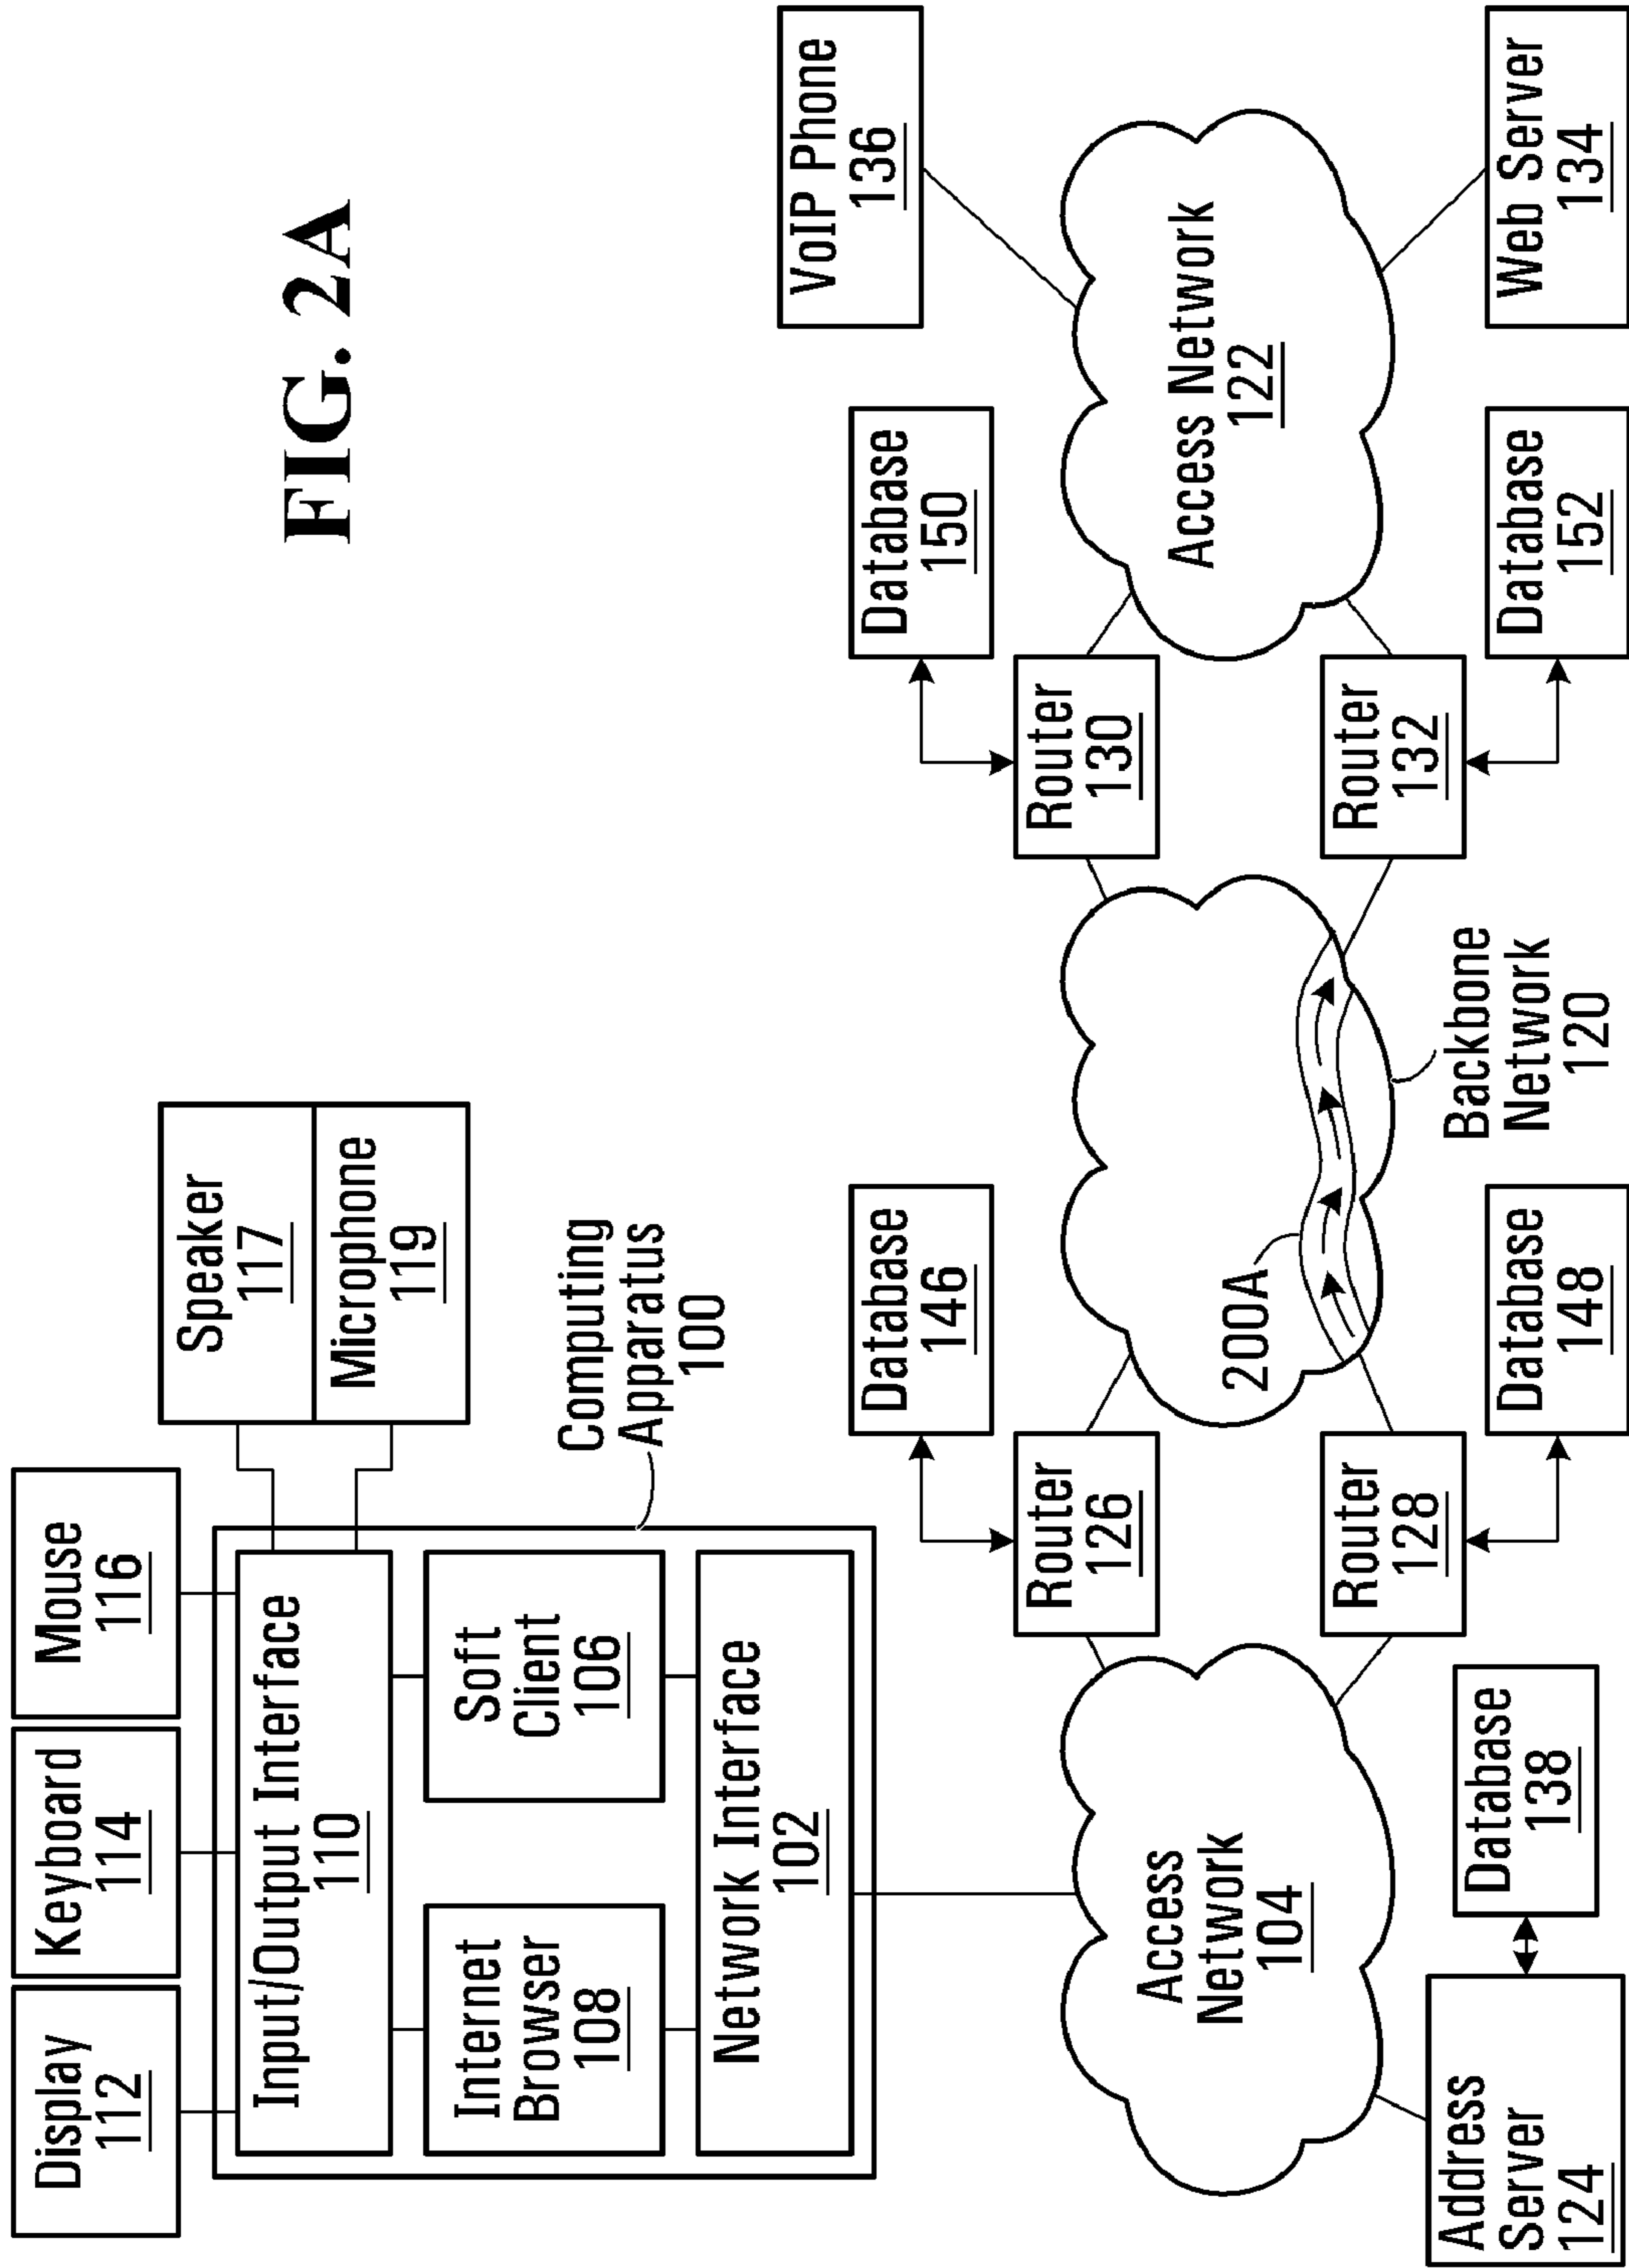 FIG. 2A
Display
112
Keyboard
114
Mouse
116
Speaker
117
Microphone
119
Input/Output Interface
110
Internet
Browser
108
Soft
Client
106
Network Interface
102
Computing
Apparatus
100
Access
Network
104
Address
Server
124
Database
138
Router
126
Database
146
Router
128
Database
148
200A
Backbone
Network
120
Router
130
Database
150
Router
132
Database
152
Access Network
122
VoIP Phone
136
Web Server
134